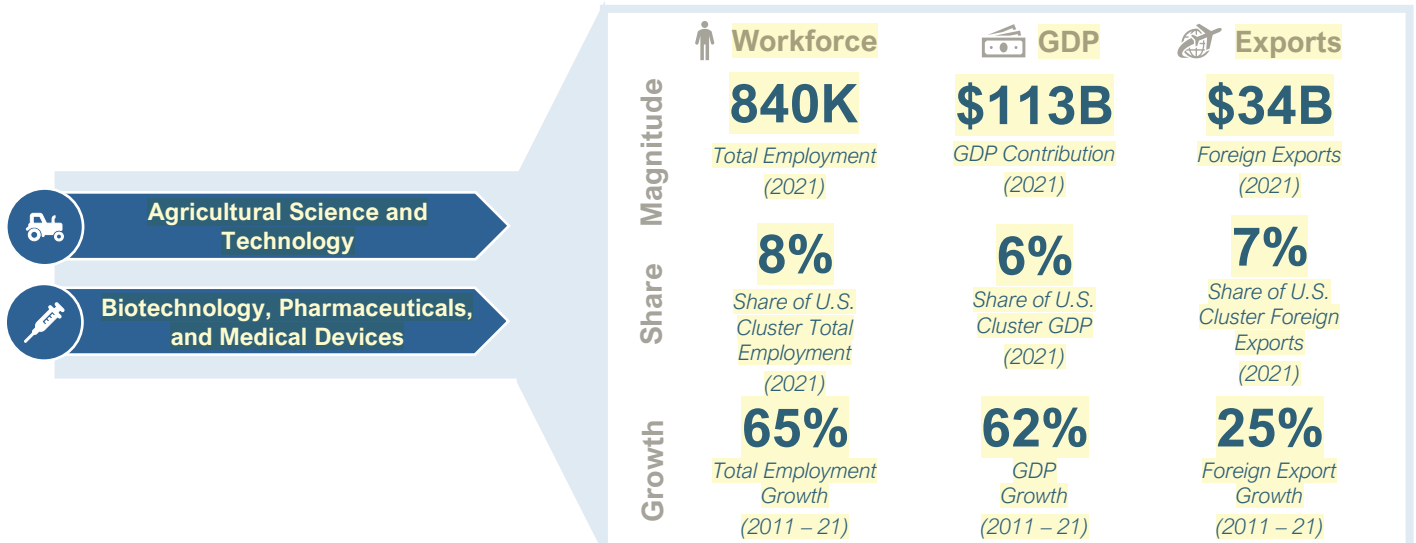 Agricultural Science and
Technology
Biotechnology, Pharmaceuticals,
and Medical Devices
Workforce
GDP
Exports
Magnitude
840K
Total Employment
(2021)
$113B
GDP Contribution
(2021)
$34B
Foreign Exports
(2021)
Share
8%
Share of U.S.
Cluster Total
Employment
(2021)
6%
Share of U.S.
Cluster GDP
(2021)
7%
Share of U.S.
Cluster Foreign
Exports
(2021)
Growth
65%
Total Employment
Growth
(2011 – 21)
62%
GDP
Growth
(2011 – 21)
25%
Foreign Export
Growth
(2011 – 21)